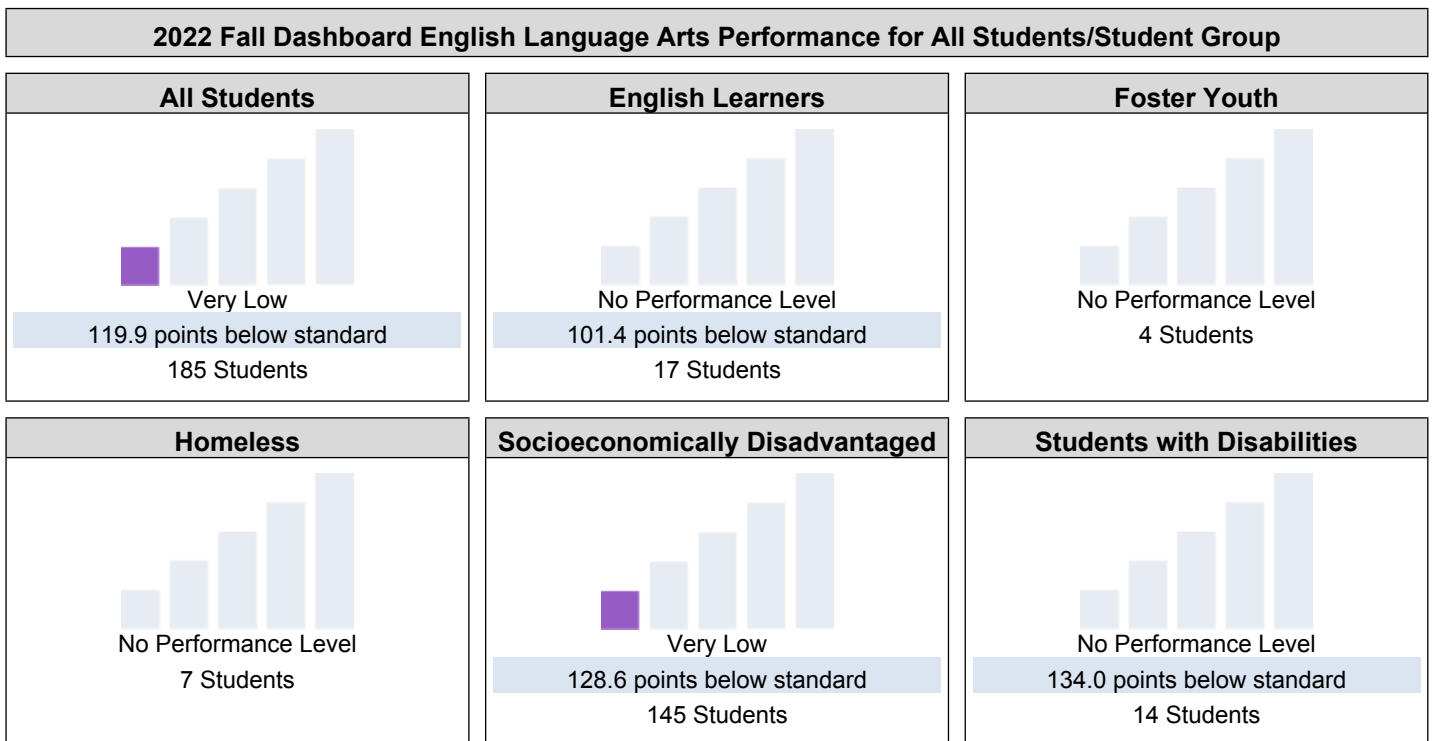 2022 Fall Dashboard English Language Arts Performance for All Students/Student Group
All Students
Very Low
119.9 points below standard
185 Students
English Learners
No Performance Level
101.4 points below standard
17 Students
Foster Youth
No Performance Level
4 Students
Homeless
No Performance Level
7 Students
Socioeconomically Disadvantaged
Very Low
128.6 points below standard
145 Students
Students with Disabilities
No Performance Level
134.0 points below standard
14 Students